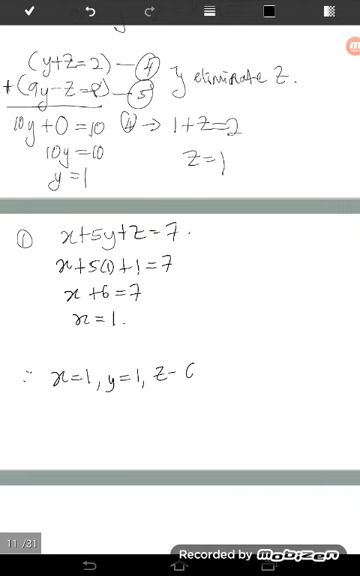 (y+z=2) — ④
+(9y-z=8) — ⑤ } eliminate z.
10y+0=10 ④ → 1+z=2
10y=10 z=1
y=1
① x+5y+z=7.
x+5(1)+1=7
x+6=7
x=1.
∴ x=1, y=1, z-
11 /31
Recorded by mobizen